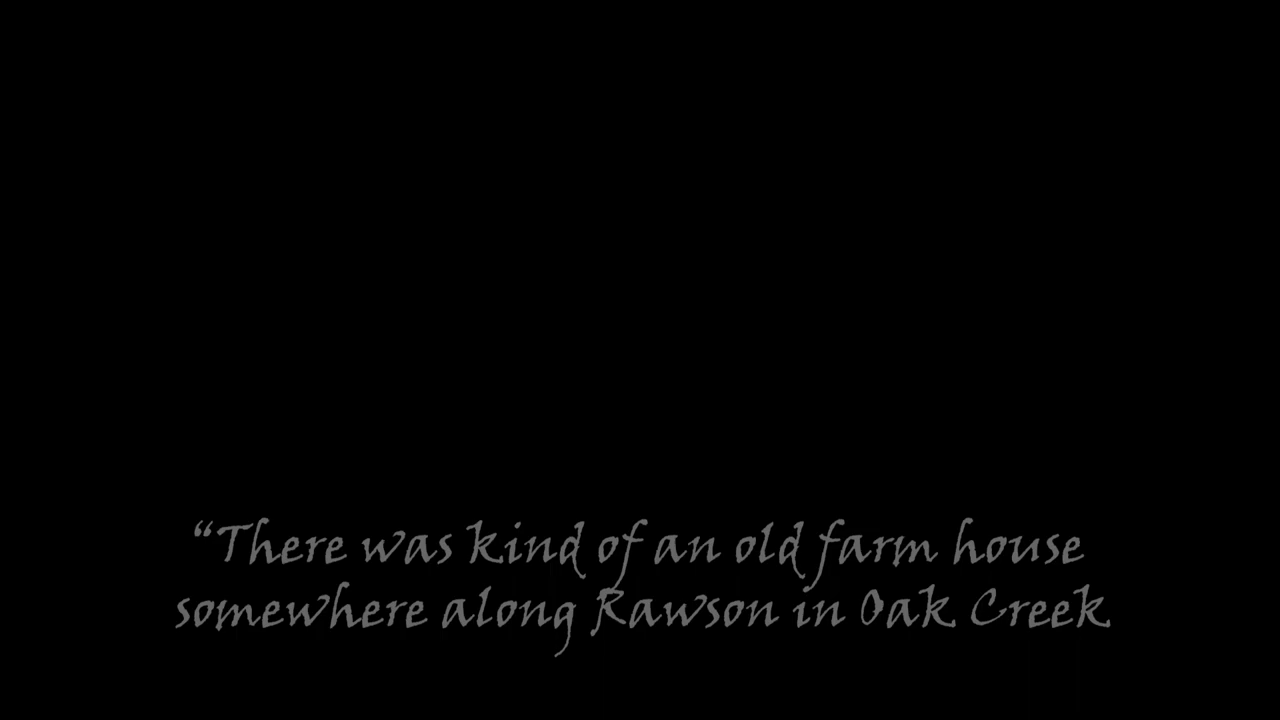 “There was kind of an old farm house
somewhere along Rawson in Oak Creek